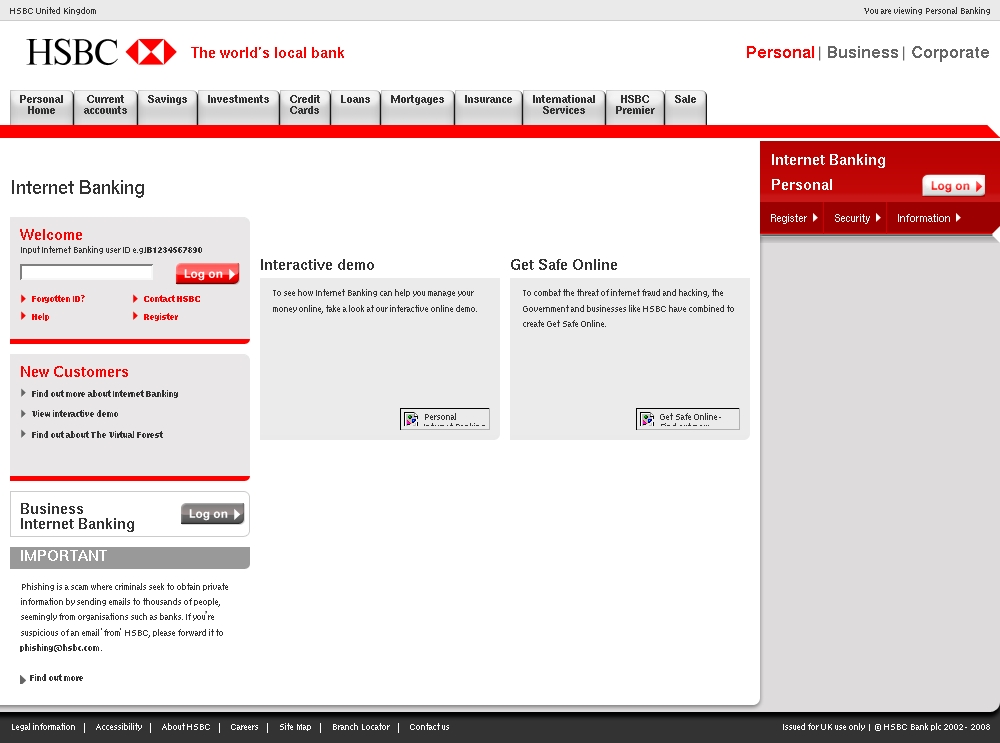 HSBC United Kingdom
You are viewing Personal Banking
HSBC
The world's local bank
Personal | Business | Corporate
Personal Home
Current accounts
Savings
Investments
Credit Cards
Loans
Mortgages
Insurance
International Services
HSBC Premier
Sale
Internet Banking
Personal
Log on
Register
Security
Information
Internet Banking
Welcome
Input Internet Banking user ID e.g.IB1234567890
Log on
Forgotten ID?
Contact HSBC
Help
Register
Interactive demo
To see how Internet Banking can help you manage your
money online, take a look at our interactive online demo.
Personal
Internet Banking
Get Safe Online
To combat the threat of internet fraud and hacking, the
Government and businesses like HSBC have combined to
create Get Safe Online.
Get Safe Online-
New Customers
Find out more about Internet Banking
View interactive demo
Find out about The Virtual Forest
Business
Internet Banking
Log on
IMPORTANT
Phishing is a scam where criminals seek to obtain private
information by sending emails to thousands of people,
seemingly from organisations such as banks. If you're
suspicious of an email 'from' HSBC, please forward it to
phishing@hsbc.com.
Find out more
Legal information | Accessibility | About HSBC | Careers | Site Map | Branch Locator | Contact us
Issued for UK use only | © HSBC Bank plc 2002 - 2008